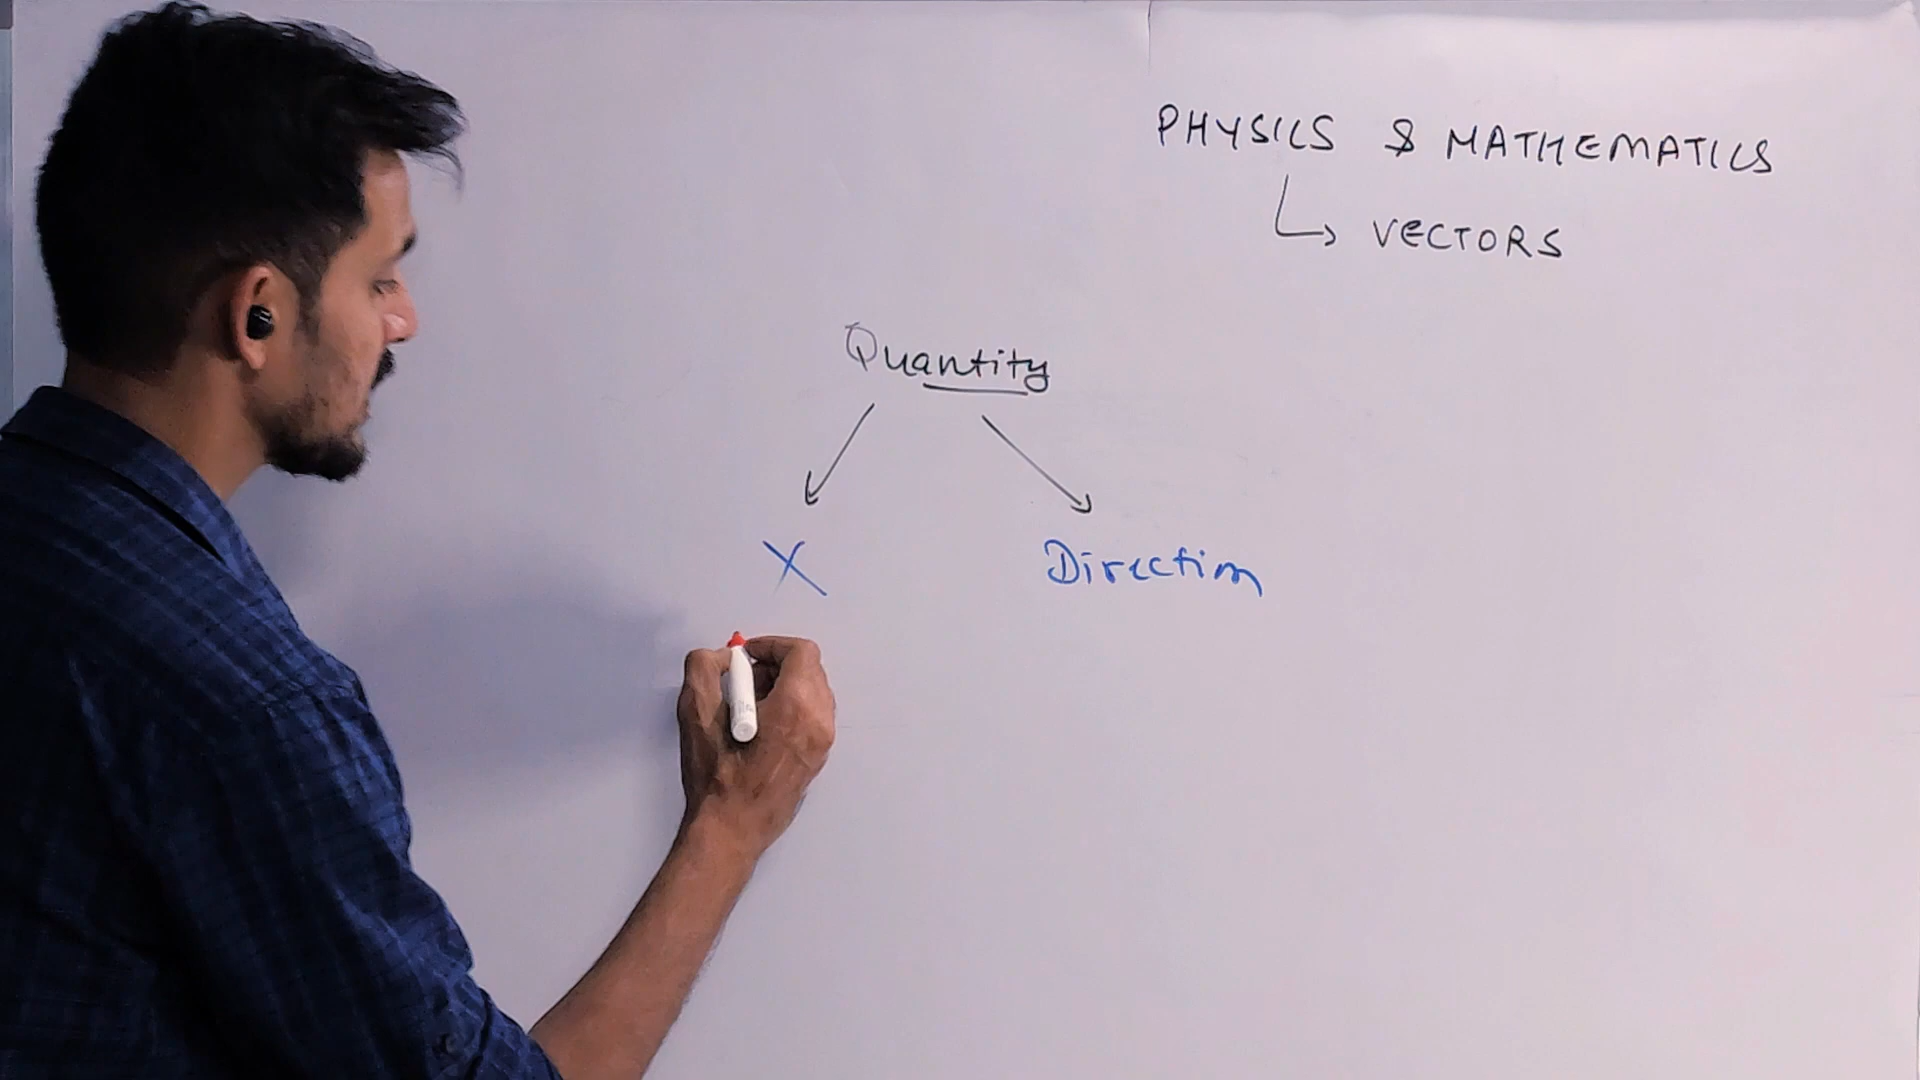 PHYSICS & MATHEMATICS
↳ VECTORS
Quantity
X Direction